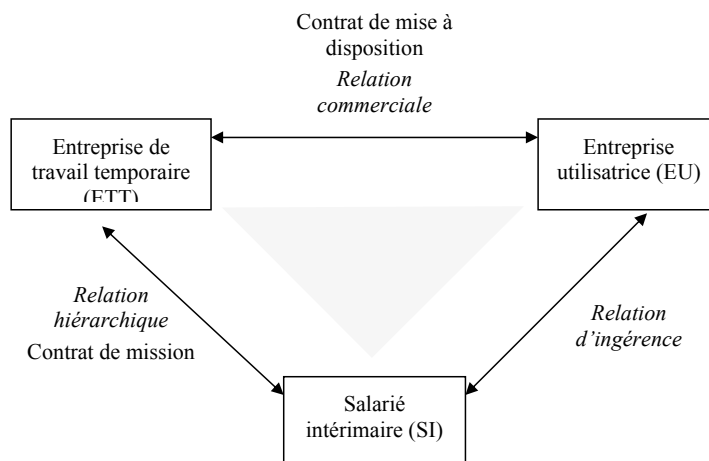 Contrat de mise à
disposition
Relation
commerciale
Entreprise de
travail temporaire
(ETT)
Entreprise
utilisatrice (EU)
Relation
hiérarchique
Contrat de mission
Relation
d’ingérence
Salarié
intérimaire (SI)